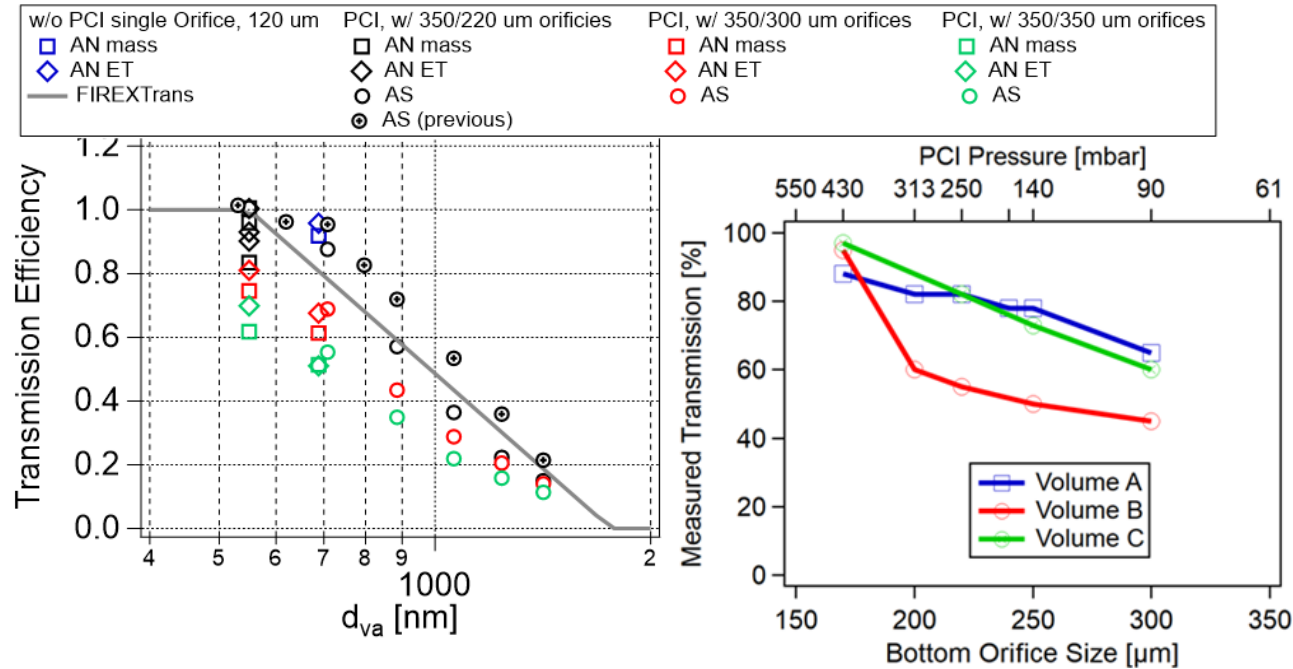 w/o PCI single Orifice, 120 um
AN mass
AN ET
FIREXTrans
PCI, w/ 350/220 um orificies
AN mass
AN ET
AS
AS (previous)
PCI, w/ 350/300 um orifices
AN mass
AN ET
AS
PCI, w/ 350/350 um orifices
AN mass
AN ET
AS
Transmission Efficiency
1.2
1.0
0.8
0.6
0.4
0.2
0.0
4 5 6 7 8 9 1000 2
d_va [nm]
PCI Pressure [mbar]
550 430 313 250 140 90 61
Measured Transmission [%]
100
80
60
40
20
0
Volume A
Volume B
Volume C
150 200 250 300 350
Bottom Orifice Size [µm]